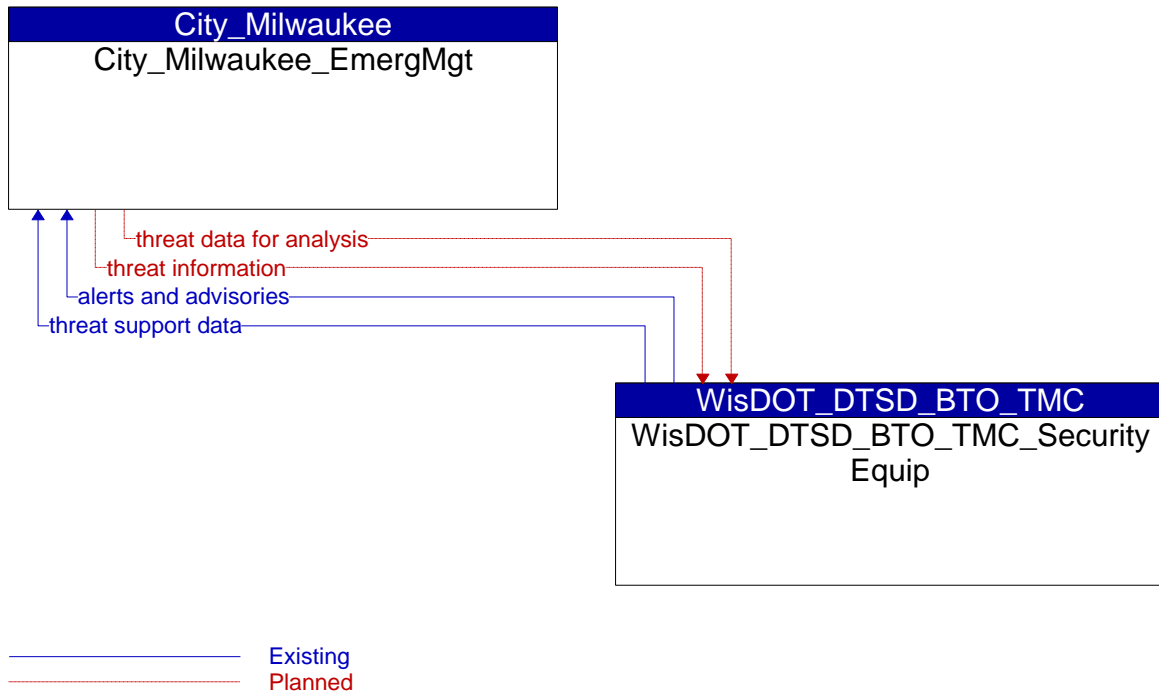 City_Milwaukee
City_Milwaukee_EmergMgt
threat data for analysis
threat information
alerts and advisories
threat support data
WisDOT_DTSD_BTO_TMC
WisDOT_DTSD_BTO_TMC_Security
Equip
Existing
Planned